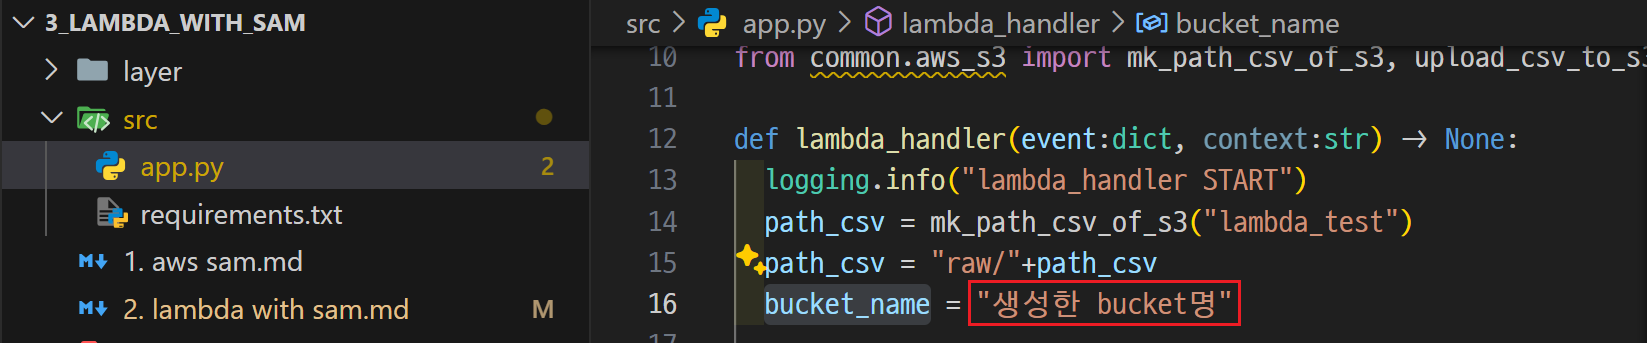 3_LAMBDA_WITH_SAM
layer
src
app.py 2
requirements.txt
1. aws sam.md
2. lambda with sam.md M
src > app.py > lambda_handler > bucket_name
10 from common.aws_s3 import mk_path_csv_of_s3, upload_csv_to_s3
11
12 def lambda_handler(event:dict, context:str) → None:
13 logging.info("lambda_handler START")
14 path_csv = mk_path_csv_of_s3("lambda_test")
15 path_csv = "raw/"+path_csv
16 bucket_name = "생성한 bucket명"
17